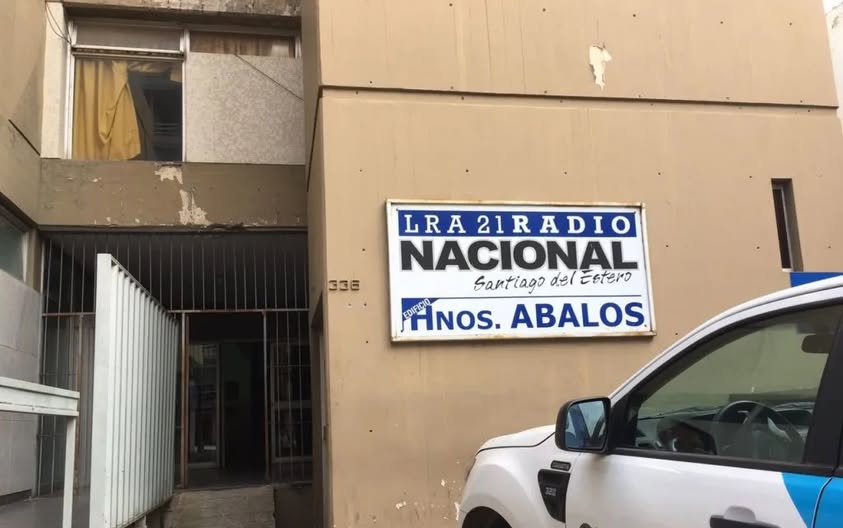 LRA 21 RADIO
NACIONAL
Santiago del Estero
EDIFICIO
HNOS. ABALOS
336